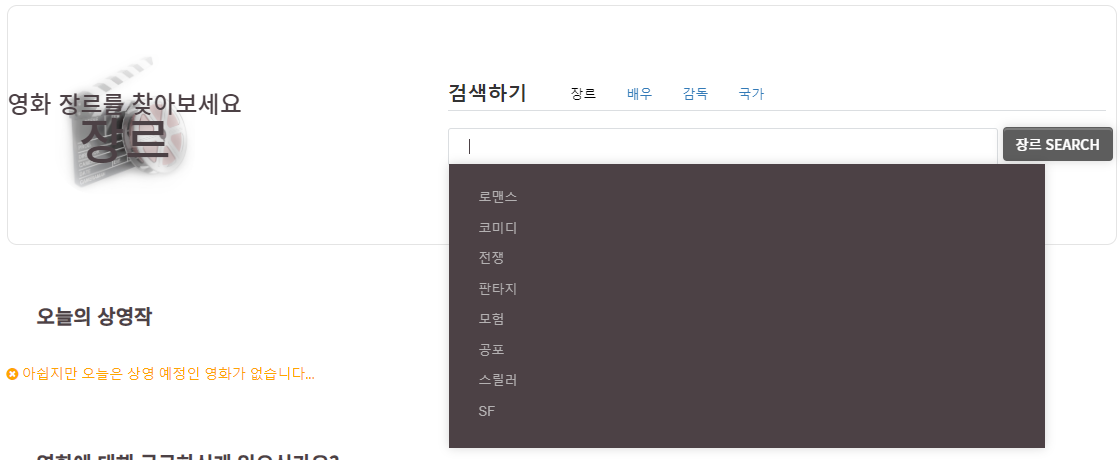 영화 장르를 찾아보세요
장르
검색하기 장르 배우 감독 국가
장르 SEARCH
로맨스
코미디
전쟁
판타지
모험
공포
스릴러
SF
오늘의 상영작
아쉽지만 오늘은 상영 예정인 영화가 없습니다...